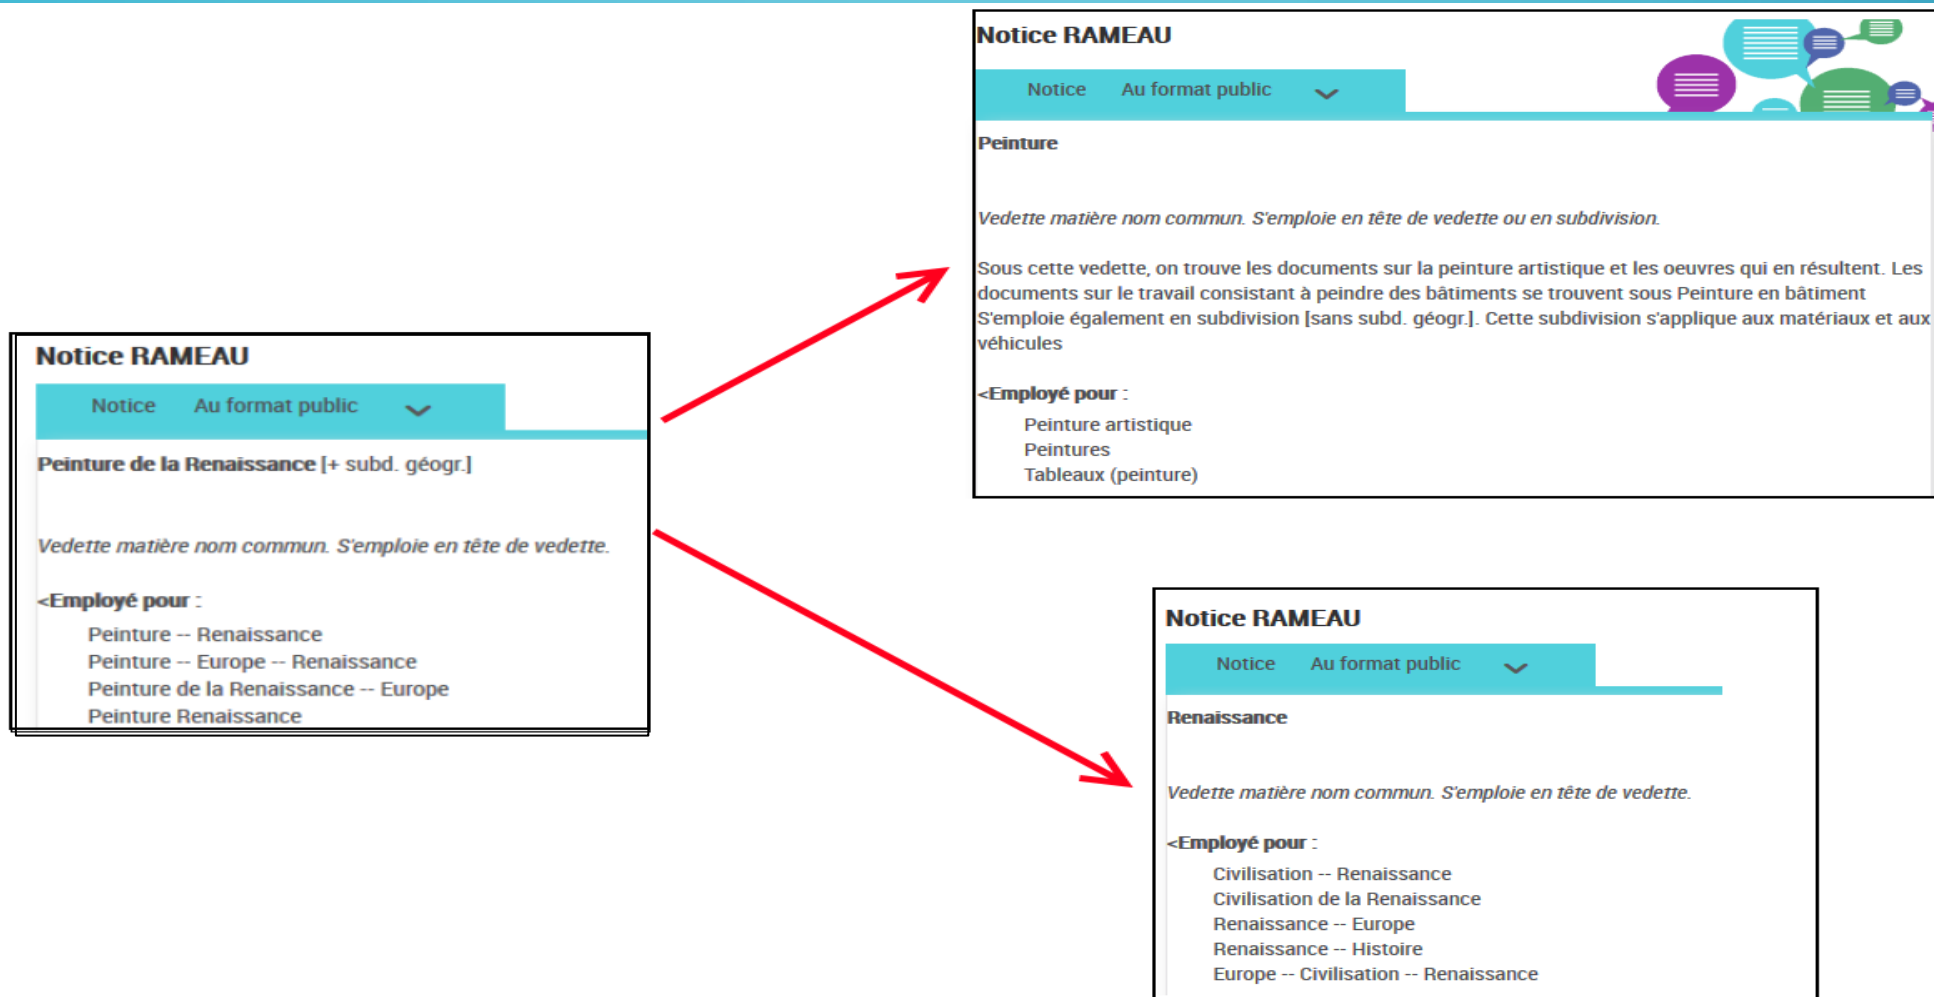 Notice RAMEAU
Notice Au format public
Peinture
Vedette matière nom commun. S'emploie en tête de vedette ou en subdivision.
Sous cette vedette, on trouve les documents sur la peinture artistique et les oeuvres qui en résultent. Les
documents sur le travail consistant à peindre des bâtiments se trouvent sous Peinture en bâtiment
S'emploie également en subdivision [sans subd. géogr.]. Cette subdivision s'applique aux matériaux et aux
véhicules
<Employé pour :
Peinture artistique
Peintures
Tableaux (peinture)
Notice RAMEAU
Notice Au format public
Peinture de la Renaissance [+ subd. géogr.]
Vedette matière nom commun. S'emploie en tête de vedette.
<Employé pour :
Peinture -- Renaissance
Peinture -- Europe -- Renaissance
Peinture de la Renaissance -- Europe
Peinture Renaissance
Notice RAMEAU
Notice Au format public
Renaissance
Vedette matière nom commun. S'emploie en tête de vedette.
<Employé pour :
Civilisation -- Renaissance
Civilisation de la Renaissance
Renaissance -- Europe
Renaissance -- Histoire
Europe -- Civilisation -- Renaissance